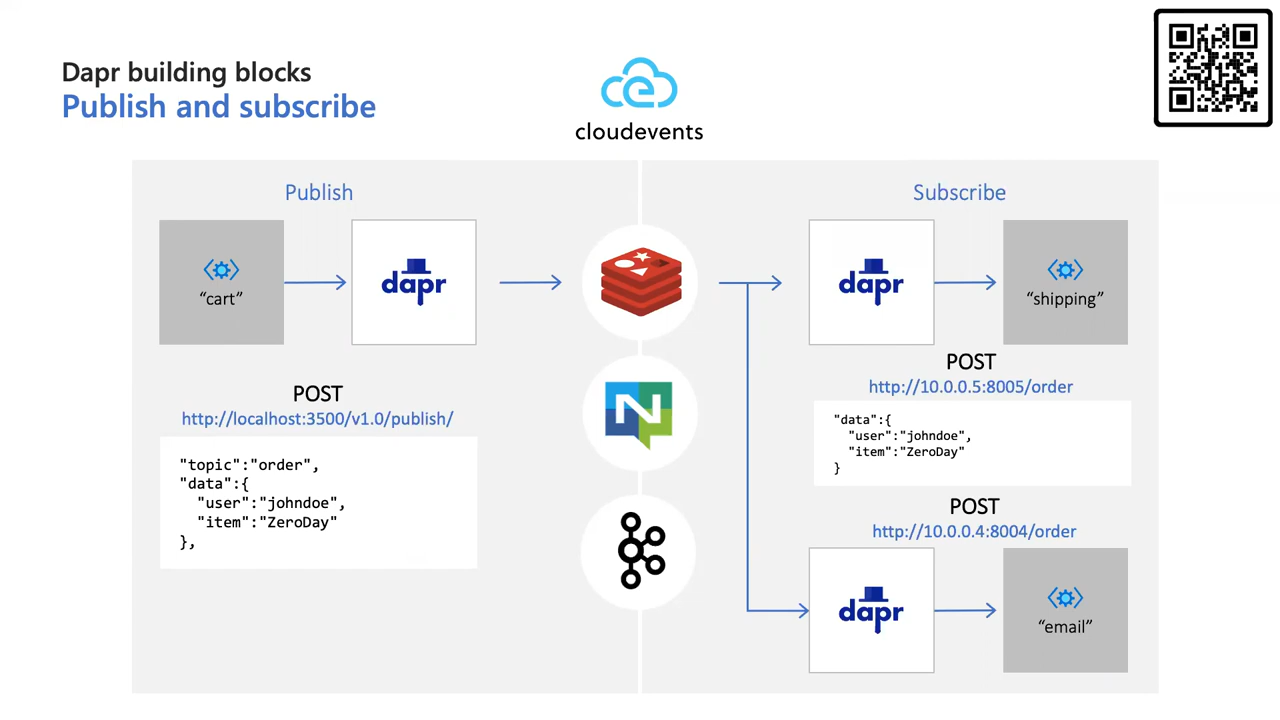 Dapr building blocks
Publish and subscribe
cloudevents
Publish
Subscribe
“cart”
dapr
dapr
“shipping”
POST
http://localhost:3500/v1.0/publish/
"topic":"order",
"data":{
"user":"johndoe",
"item":"ZeroDay"
},
N
POST
http://10.0.0.5:8005/order
"data":{
"user":"johndoe",
"item":"ZeroDay"
}
POST
http://10.0.0.4:8004/order
dapr
“email”